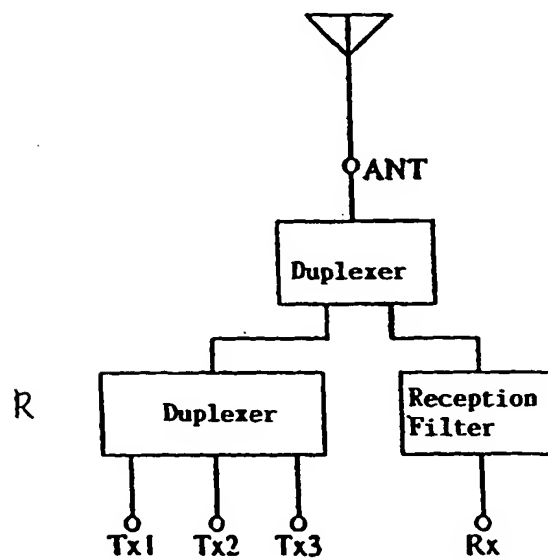 ANT
Duplexer
R
Duplexer
Reception
Filter
Tx1 Tx2 Tx3 Rx